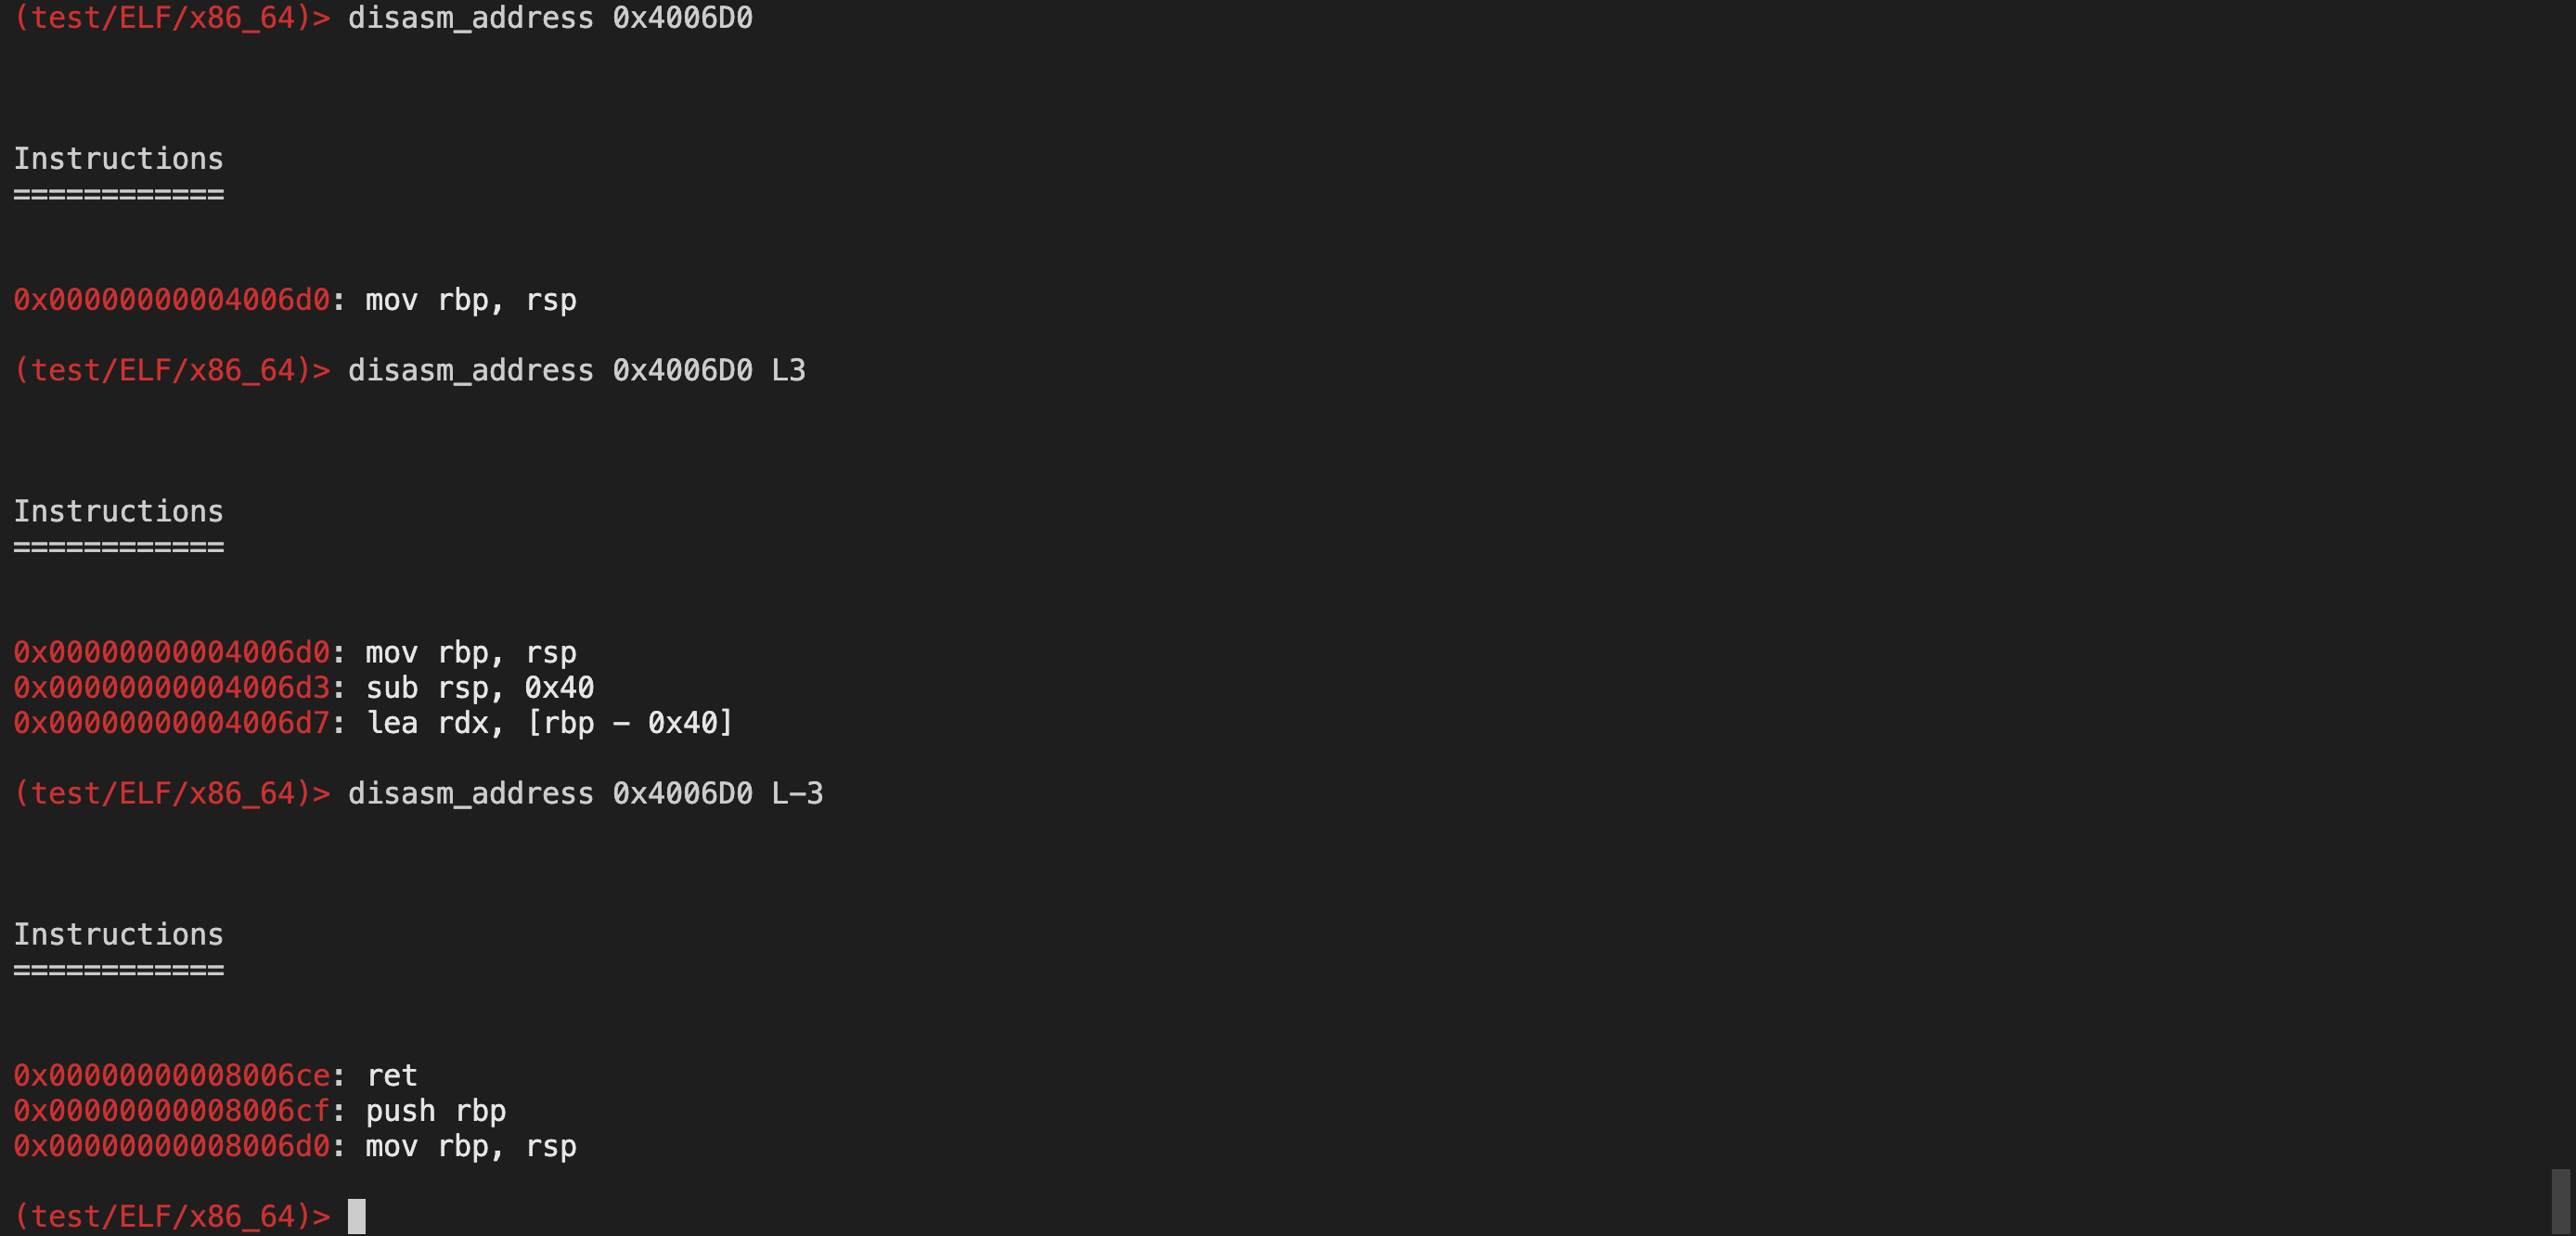 (test/ELF/x86_64)> disasm_address 0x4006D0
Instructions
============
0x00000000004006d0: mov rbp, rsp
(test/ELF/x86_64)> disasm_address 0x4006D0 L3
Instructions
============
0x00000000004006d0: mov rbp, rsp
0x00000000004006d3: sub rsp, 0x40
0x00000000004006d7: lea rdx, [rbp - 0x40]
(test/ELF/x86_64)> disasm_address 0x4006D0 L-3
Instructions
============
0x00000000008006ce: ret
0x00000000008006cf: push rbp
0x00000000008006d0: mov rbp, rsp
(test/ELF/x86_64)>